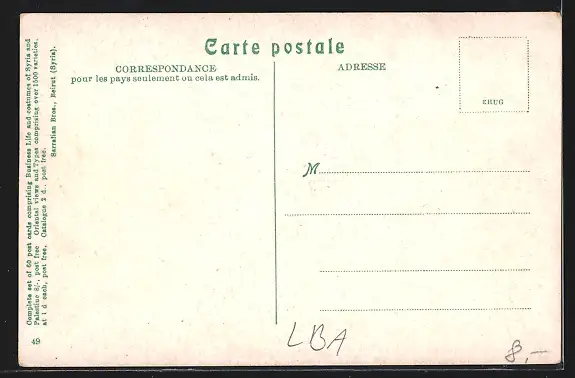 Carte postale
CORRESPONDANCE
pour les pays seulement ou cela est admis.
ADRESSE
M
Complete set of 60 post cards comprising Business Life and costumes of Syria and
Palestine 8/-, post free Oriental views and Types comprising over 1500 varieties,
at 1 d each, post free, Catalogue 2 d., post free.
Sarrafian Bros., Beirut (Syria).
49
LBA
8,—